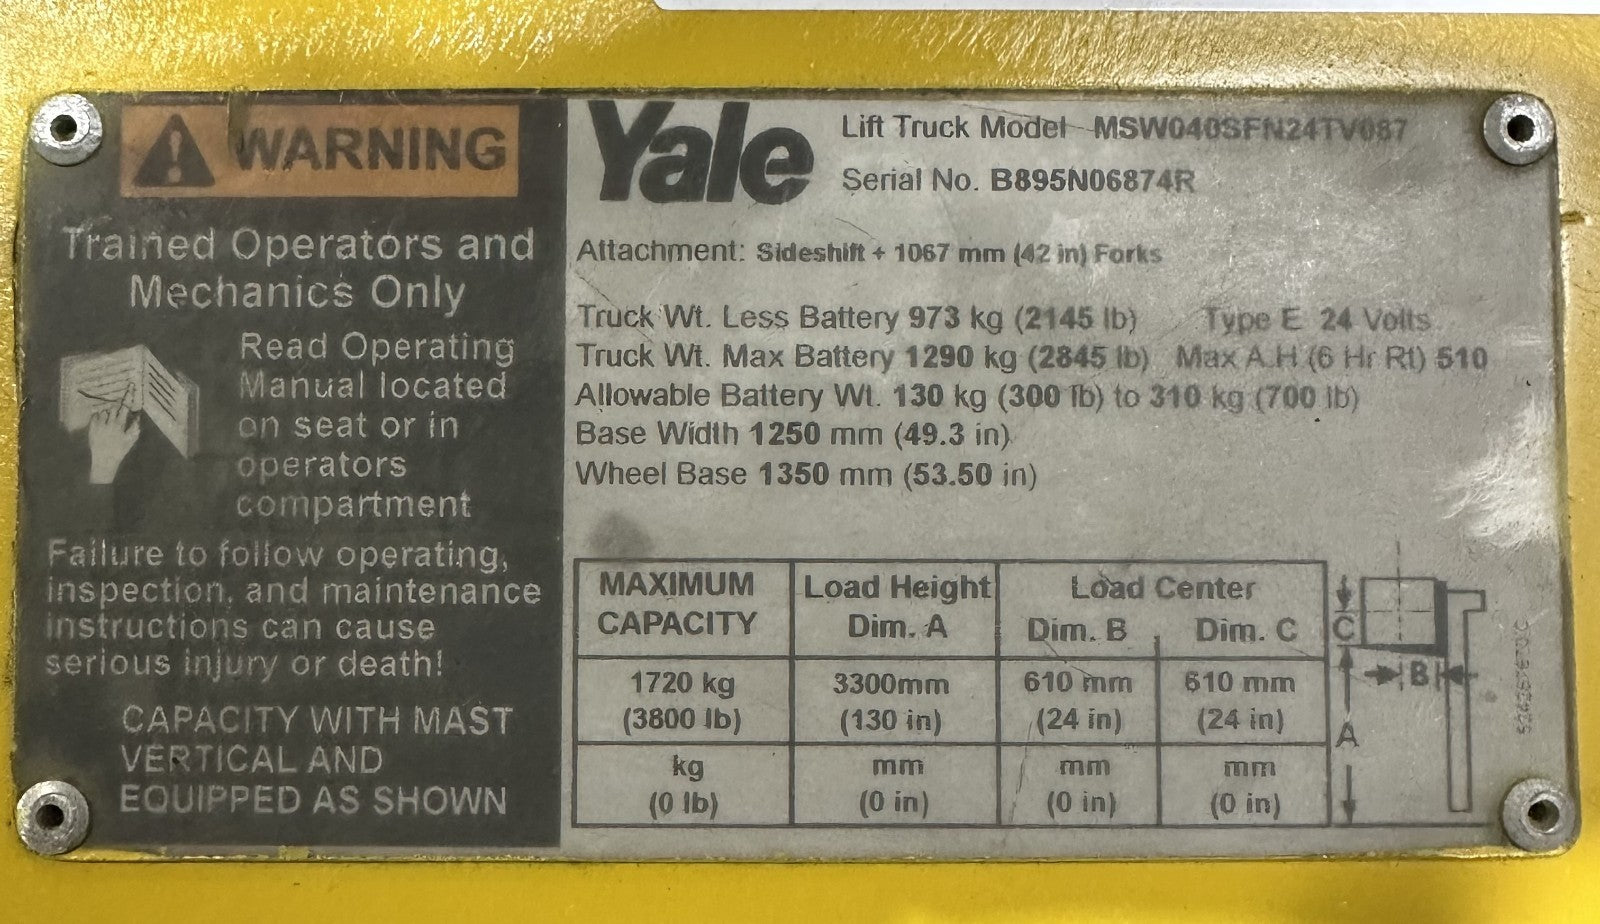 WARNING
Trained Operators and
Mechanics Only
Read Operating
Manual located
on seat or in
operators
compartment
Failure to follow operating,
inspection, and maintenance
instructions can cause
serious injury or death!
CAPACITY WITH MAST
VERTICAL AND
EQUIPPED AS SHOWN
Yale
Lift Truck Model MSW040SFN24TV087
Serial No. B895N06874R
Attachment: Sideshift + 1067 mm (42 in) Forks
Truck Wt. Less Battery 973 kg (2145 lb) Type E 24 Volts
Truck Wt. Max Battery 1290 kg (2845 lb) Max A.H (6 Hr Rt) 510
Allowable Battery Wt. 130 kg (300 lb) to 310 kg (700 lb)
Base Width 1250 mm (49.3 in)
Wheel Base 1350 mm (53.50 in)
MAXIMUM CAPACITY Load Height Dim. A Load Center Dim. B Dim. C
1720 kg 3300mm 610 mm 610 mm
(3800 lb) (130 in) (24 in) (24 in)
kg mm mm mm
(0 lb) (0 in) (0 in) (0 in)
C
B
A